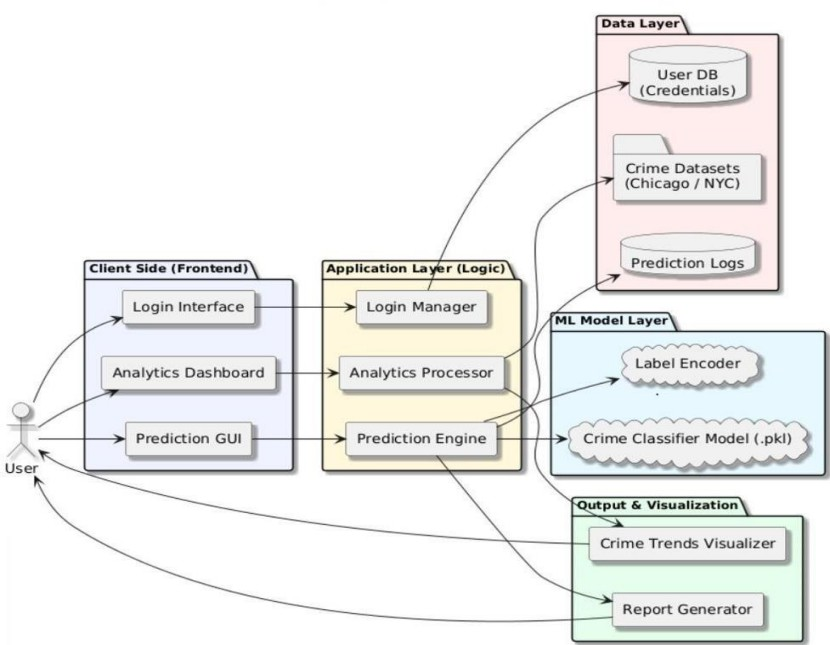 Data Layer
User DB
(Credentials)
Crime Datasets
(Chicago / NYC)
Prediction Logs
Client Side (Frontend)
Login Interface
Analytics Dashboard
Prediction GUI
Application Layer (Logic)
Login Manager
Analytics Processor
Prediction Engine
ML Model Layer
Label Encoder
Crime Classifier Model (.pkl)
User
Output & Visualization
Crime Trends Visualizer
Report Generator